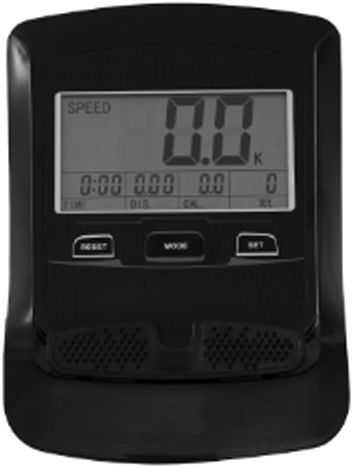 SPEED
0.0 K
0:00 0.00 0.0 0
TIME DIS. CAL.
RESET MODE SET